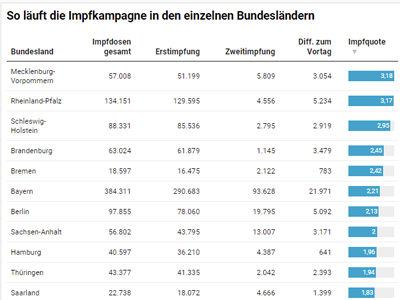 So läuft die Impfkampagne in den einzelnen Bundesländern
Bundesland Impfdosen gesamt Erstimpfung Zweitimpfung Diff. zum Vortag Impfquote ▼
Mecklenburg-Vorpommern 57.008 51.199 5.809 3.054 3,18
Rheinland-Pfalz 134.151 129.595 4.556 5.234 3,17
Schleswig-Holstein 88.331 85.536 2.795 2.919 2,95
Brandenburg 63.024 61.879 1.145 3.479 2,45
Bremen 18.597 16.475 2.122 783 2,42
Bayern 384.311 290.683 93.628 21.971 2,21
Berlin 97.855 78.060 19.795 5.092 2,13
Sachsen-Anhalt 56.802 43.795 13.007 3.171 2
Hamburg 40.597 36.210 4.387 641 1,96
Thüringen 43.377 41.335 2.042 2.393 1,94
Saarland 22.738 18.072 4.666 1.399 1,83